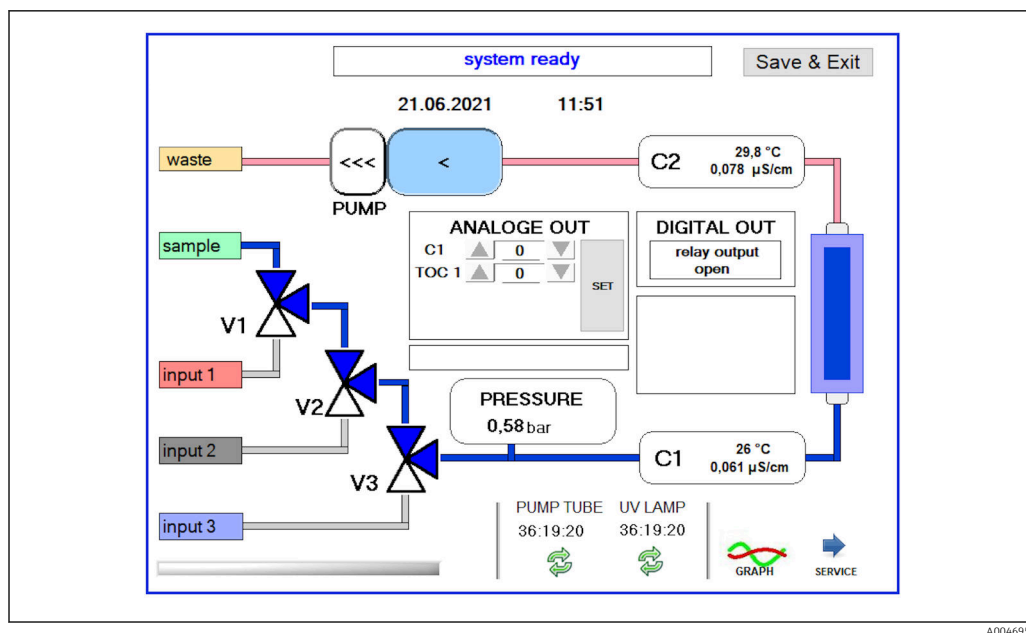 system ready
Save & Exit
21.06.2021 11:51
waste
<<<
<
C2
29,8 °C
0,078 µS/cm
PUMP
sample
ANALOGE OUT
C1 0
TOC 1 0
SET
DIGITAL OUT
relay output
open
V1
input 1
V2
PRESSURE
0,58 bar
input 2
V3
C1
26 °C
0,061 µS/cm
input 3
PUMP TUBE UV LAMP
36:19:20 36:19:20
GRAPH
SERVICE